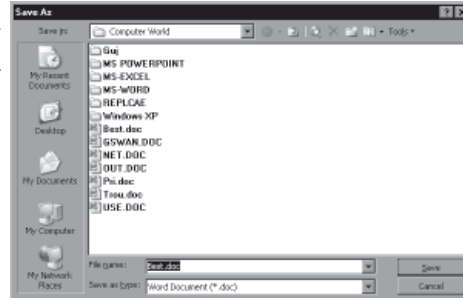 Save As
Save in:
Computer World
Tools
Guj
MS POWERPOINT
MS-EXCEL
MS-WORD
REPLCAE
Windows XP
Best.doc
GSWAN.DOC
NET.DOC
OUT.DOC
Psi.doc
Trou.doc
USE.DOC
My Recent
Documents
Desktop
My Documents
My Computer
My Network
Places
File name:
Best.doc
Save
Save as type:
Word Document (*.doc)
Cancel